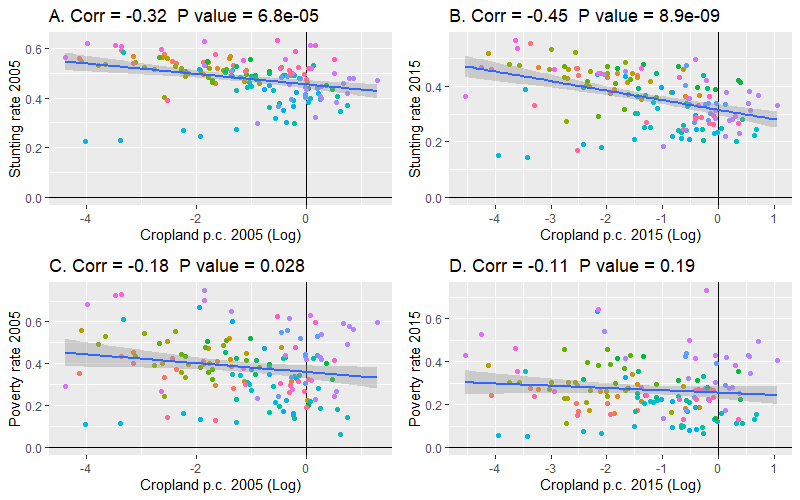 A. Corr = -0.32  P value = 6.8e-05
Stunting rate 2005
0.6
0.4
0.2
0.0
-4
-2
0
Cropland p.c. 2005 (Log)
B. Corr = -0.45  P value = 8.9e-09
Stunting rate 2015
0.4
0.2
0.0
-4
-3
-2
-1
0
1
Cropland p.c. 2015 (Log)
C. Corr = -0.18  P value = 0.028
Poverty rate 2005
0.6
0.4
0.2
0.0
-4
-2
0
Cropland p.c. 2005 (Log)
D. Corr = -0.11  P value = 0.19
Poverty rate 2015
0.6
0.4
0.2
0.0
-4
-3
-2
-1
0
1
Cropland p.c. 2015 (Log)